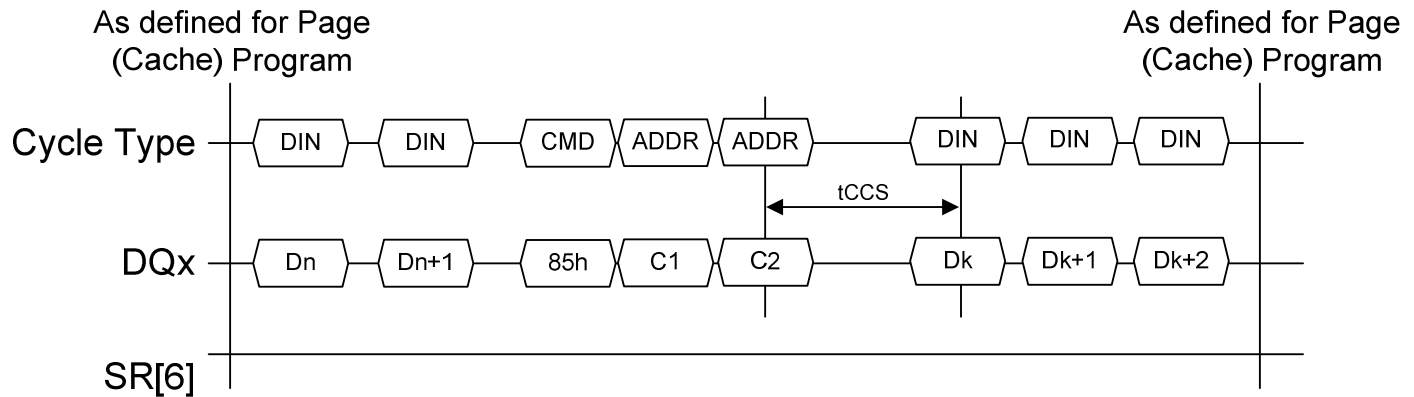 As defined for Page
(Cache) Program
As defined for Page
(Cache) Program
Cycle Type DIN DIN CMD ADDR ADDR DIN DIN DIN
tCCS
DQx Dn Dn+1 85h C1 C2 Dk Dk+1 Dk+2
SR[6]